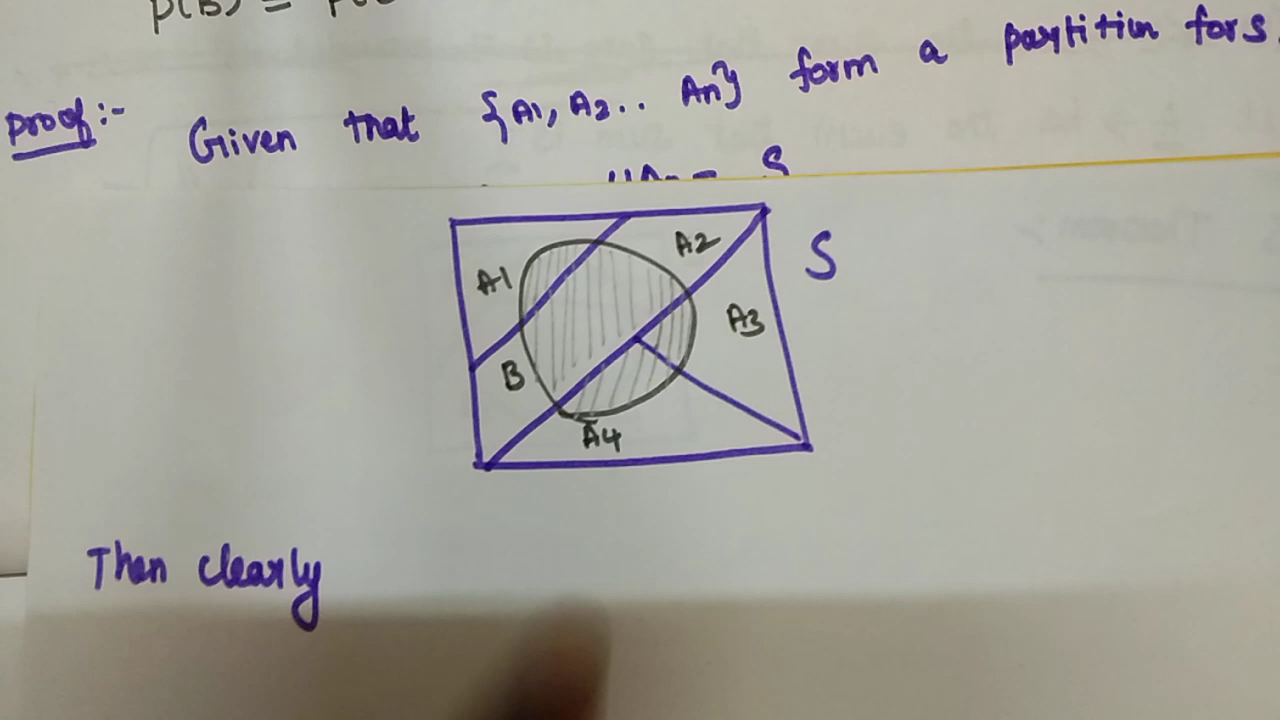 P(B) =
Proof:- Given that {A1, A2.. An} form a partition for S.
A1
A2
S
A3
B
A4
Then clearly